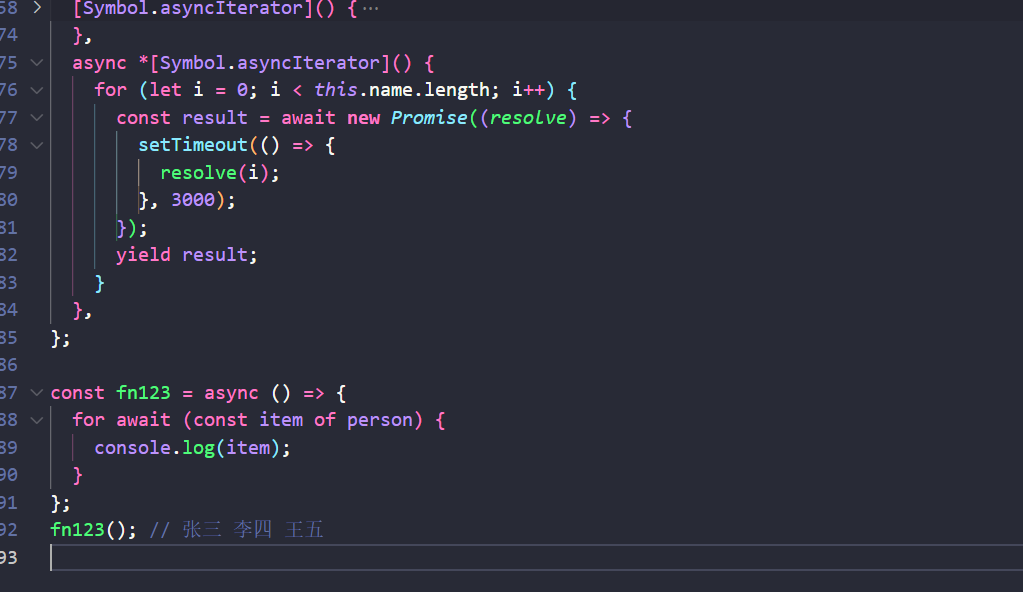 58 [Symbol.asyncIterator]() {···
74 },
75 async *[Symbol.asyncIterator]() {
76 for (let i = 0; i < this.name.length; i++) {
77 const result = await new Promise((resolve) => {
78 setTimeout(() => {
79 resolve(i);
80 }, 3000);
81 });
82 yield result;
83 }
84 },
85 };
86
87 const fn123 = async () => {
88 for await (const item of person) {
89 console.log(item);
90 }
91 };
92 fn123(); // 张三 李四 王五
93